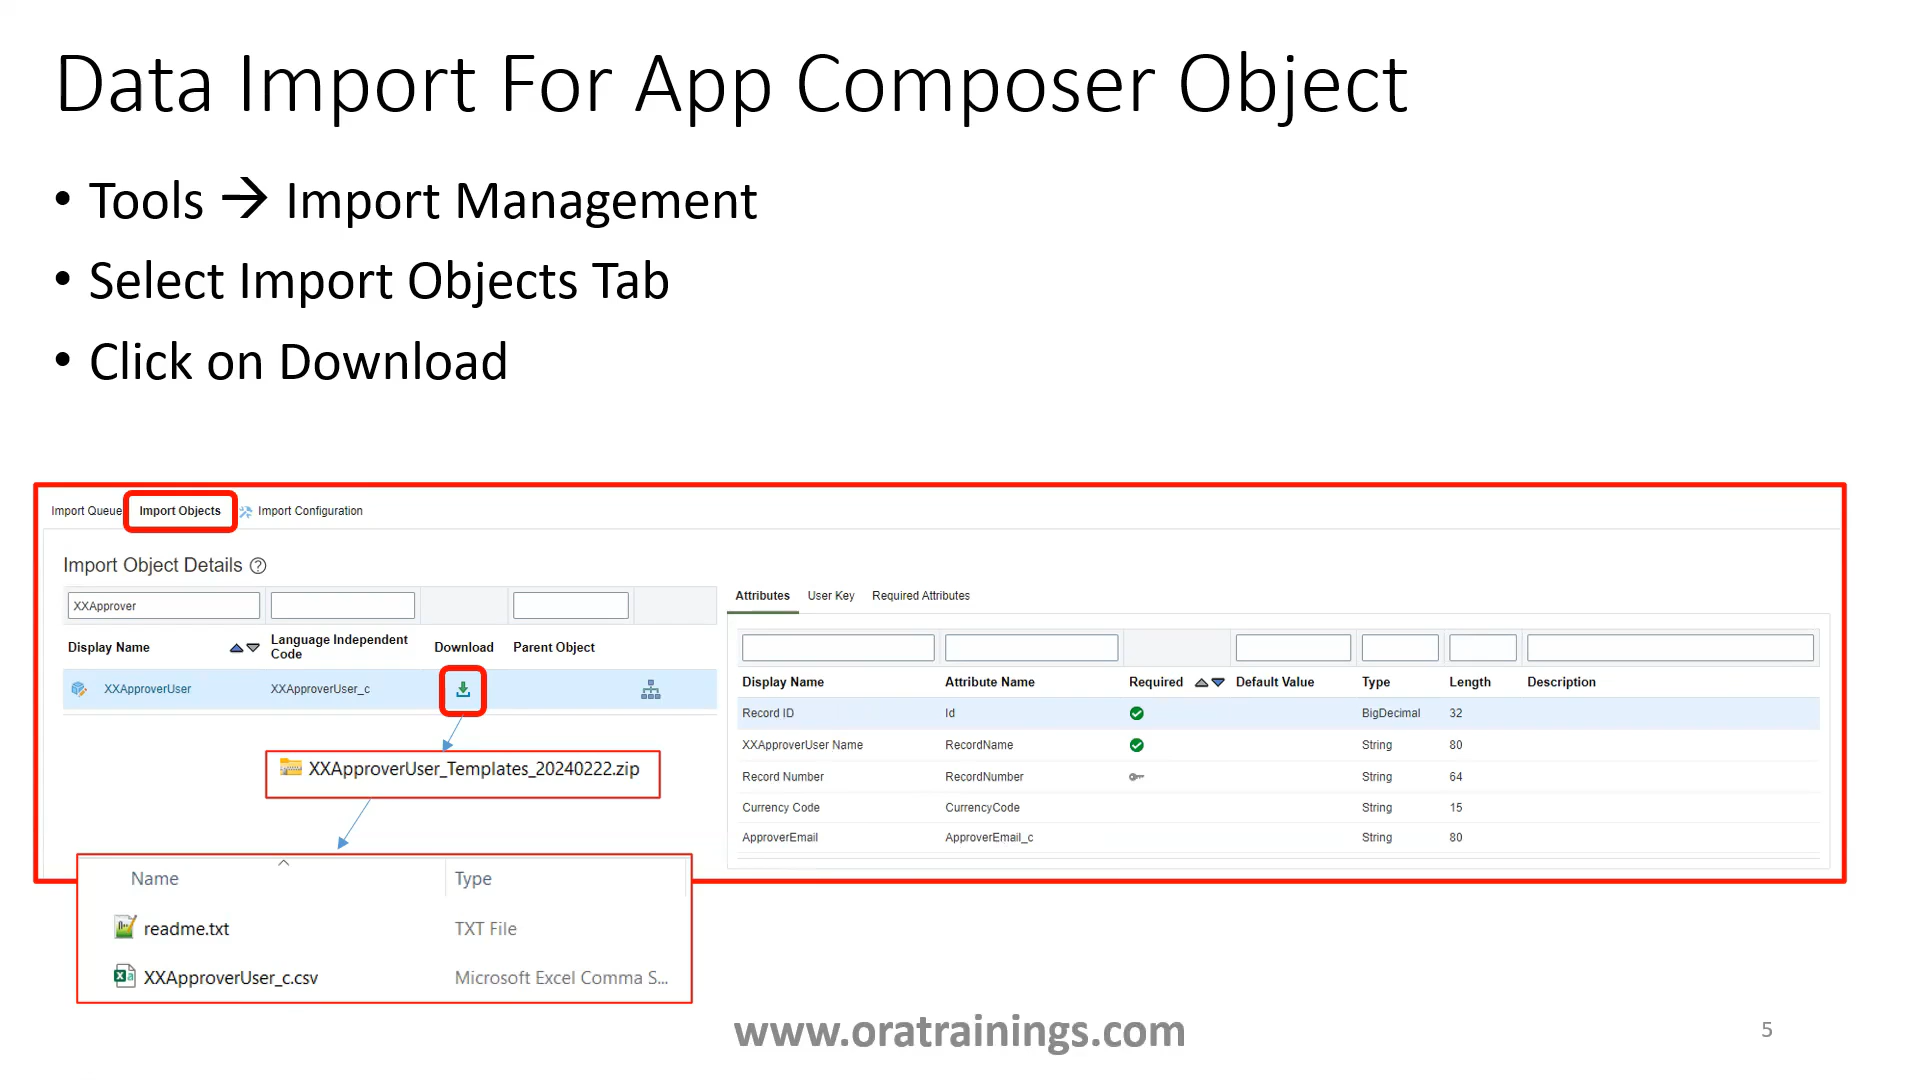 Data Import For App Composer Object
• Tools → Import Management
• Select Import Objects Tab
• Click on Download
Import Queue Import Objects Import Configuration
Import Object Details ?
XXApprover
Display Name Language Independent Code Download Parent Object
XXApproverUser XXApproverUser_c
XXApproverUser_Templates_20240222.zip
Name Type
readme.txt TXT File
XXApproverUser_c.csv Microsoft Excel Comma S...
Attributes User Key Required Attributes
Display Name Attribute Name Required Default Value Type Length Description
Record ID Id BigDecimal 32
XXApproverUser Name RecordName String 80
Record Number RecordNumber String 64
Currency Code CurrencyCode String 15
ApproverEmail ApproverEmail_c String 80
www.oratrainings.com
5